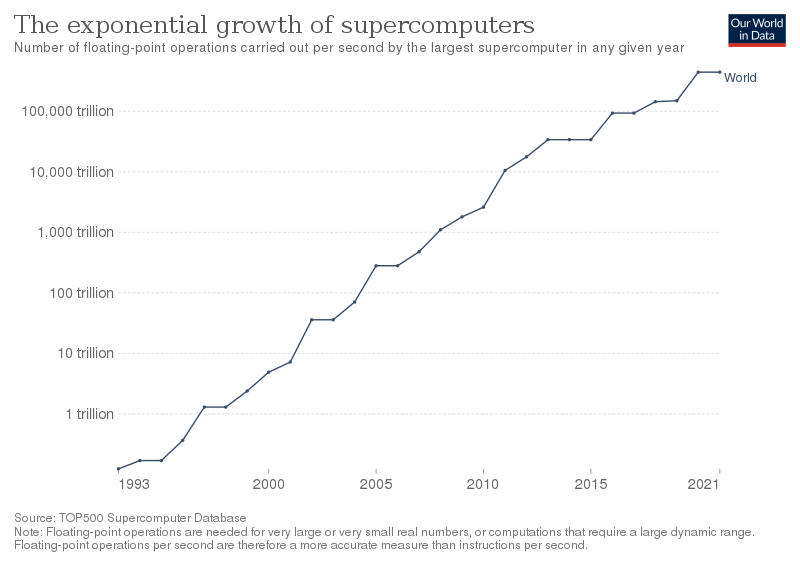 The exponential growth of supercomputers
Number of floating-point operations carried out per second by the largest supercomputer in any given year
Our World
in Data
World
100,000 trillion
10,000 trillion
1,000 trillion
100 trillion
10 trillion
1 trillion
1993
2000
2005
2010
2015
2021
Source: TOP500 Supercomputer Database
Note: Floating-point operations are needed for very large or very small real numbers, or computations that require a large dynamic range.
Floating-point operations per second are therefore a more accurate measure than instructions per second.